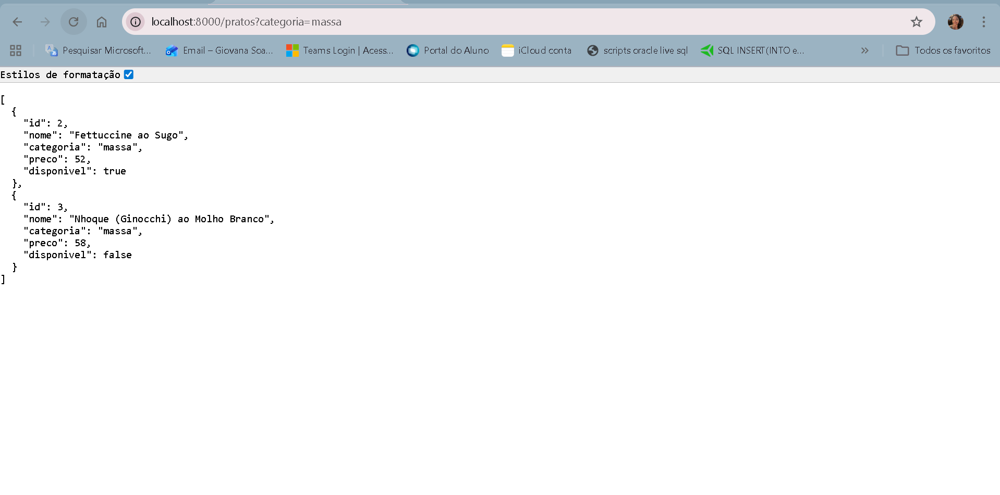 localhost:8000/pratos?categoria=massa
Pesquisar Microsoft... Email – Giovana Soa... Teams Login | Acess... Portal do Aluno iCloud conta scripts oracle live sql SQL INSERT(INTO e... » Todos os favoritos
Estilos de formatação
[
  {
    "id": 2,
    "nome": "Fettuccine ao Sugo",
    "categoria": "massa",
    "preco": 52,
    "disponivel": true
  },
  {
    "id": 3,
    "nome": "Nhoque (Ginocchi) ao Molho Branco",
    "categoria": "massa",
    "preco": 58,
    "disponivel": false
  }
]